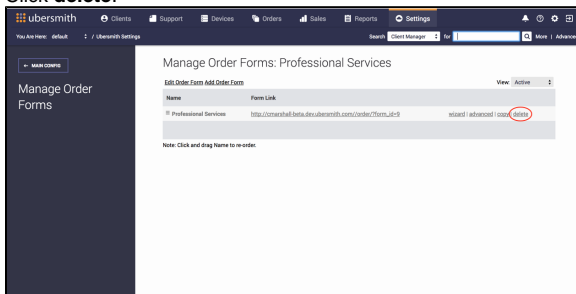 Click delete.
ubersmith Clients Support Devices Orders Sales Reports Settings
You Are Here: default / Ubersmith Settings Search Client Manager for More | Advance
← MAIN CONFIG
Manage Order
Forms
Manage Order Forms: Professional Services
Edit Order Form Add Order Form View: Active
Name Form Link
Professional Services http://cmarshall-beta.dev.ubersmith.com//order/?form_id=9 wizard | advanced | copy | delete
Note: Click and drag Name to re-order.